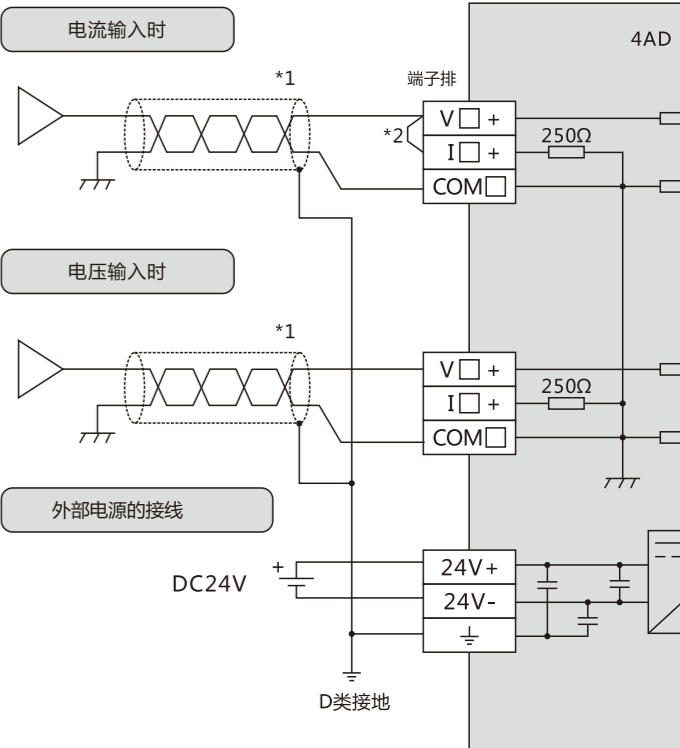 电流输入时
4AD
*1
端子排
V□ +
*2
250Ω
I□ +
COM□
电压输入时
*1
V□ +
250Ω
I□ +
COM□
外部电源的接线
24V+
DC24V
+
24V-
D类接地